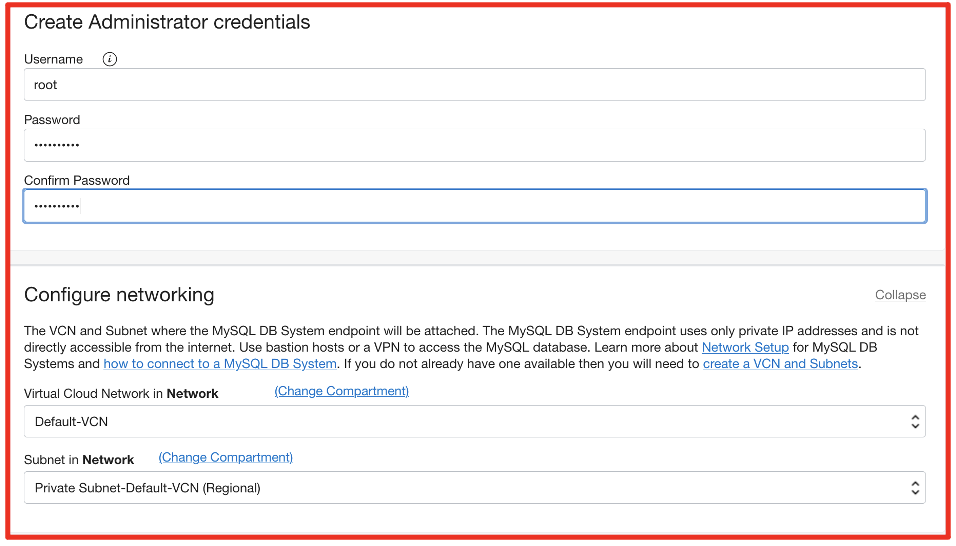 Create Administrator credentials
Username
root
Password
••••••••••
Confirm Password
••••••••••
Configure networking
Collapse
The VCN and Subnet where the MySQL DB System endpoint will be attached. The MySQL DB System endpoint uses only private IP addresses and is not
directly accessible from the internet. Use bastion hosts or a VPN to access the MySQL database. Learn more about Network Setup for MySQL DB
Systems and how to connect to a MySQL DB System. If you do not already have one available then you will need to create a VCN and Subnets.
Virtual Cloud Network in Network (Change Compartment)
Default-VCN
Subnet in Network (Change Compartment)
Private Subnet-Default-VCN (Regional)